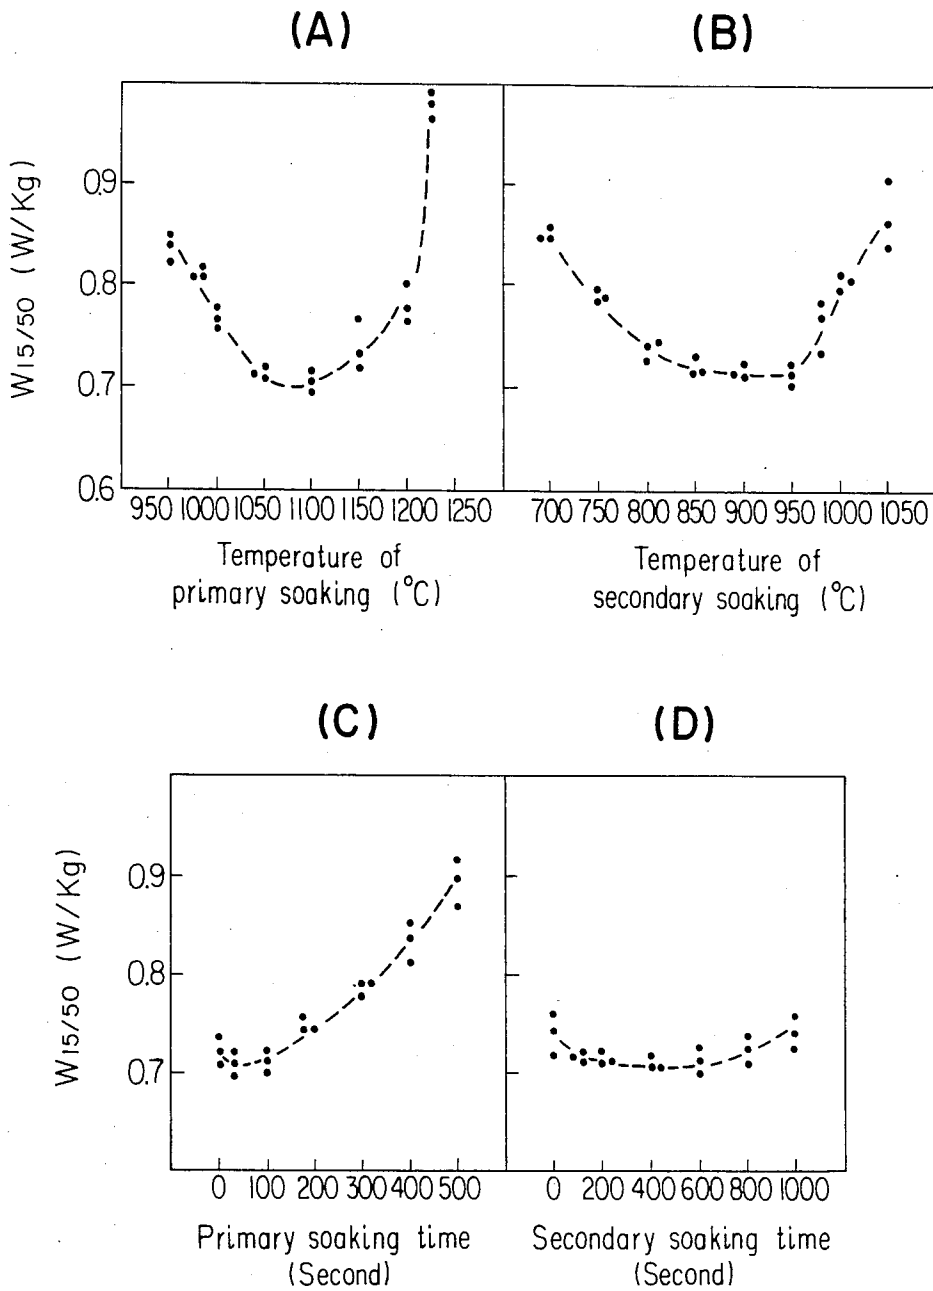 (A)
(B)
W15/50 (W/Kg)
0.9
0.8
0.7
0.6
950 1000 1050 1100 1150 1200 1250
700 750 800 850 900 950 1000 1050
Temperature of
primary soaking (°C)
Temperature of
secondary soaking (°C)
(C)
(D)
W15/50 (W/Kg)
0.9
0.8
0.7
0 100 200 300 400 500
0 200 400 600 800 1000
Primary soaking time
(Second)
Secondary soaking time
(Second)